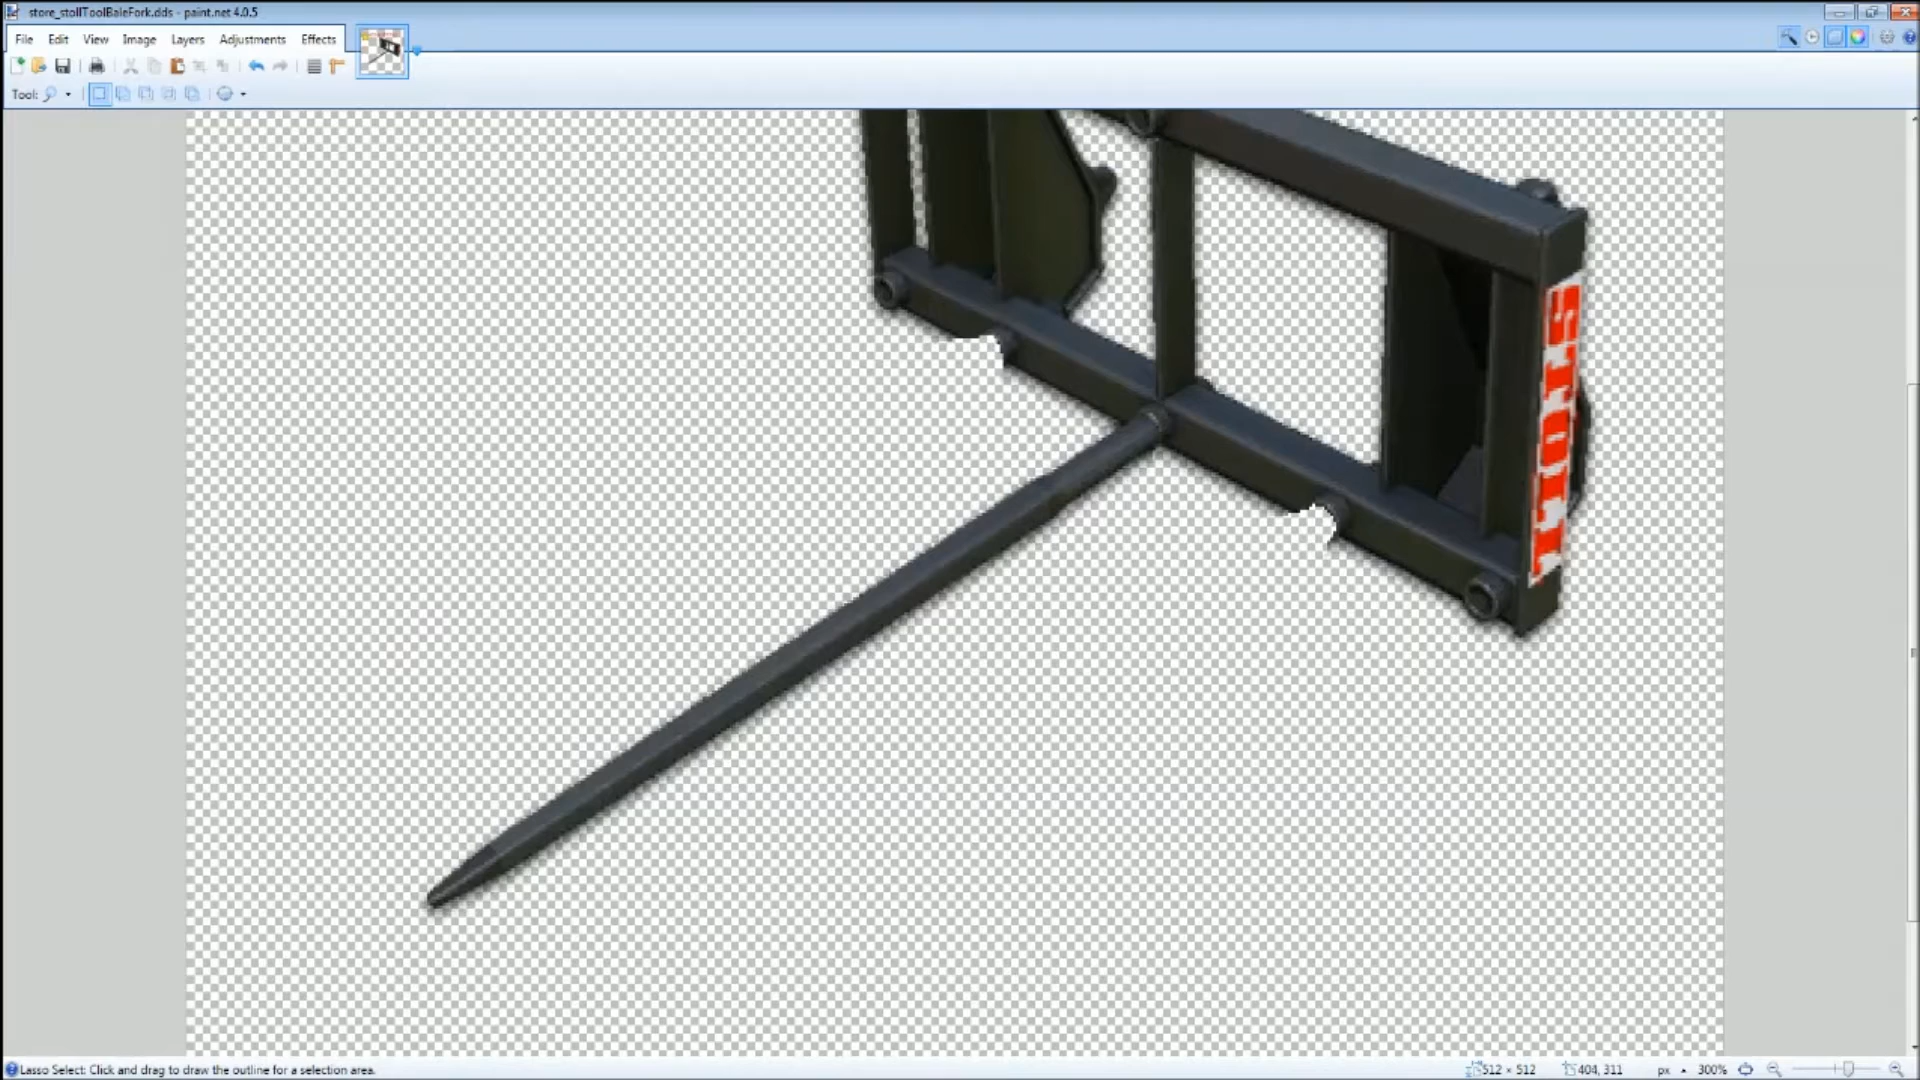 store_stollToolBaleFork.dds - paint.net 4.0.5
File Edit View Image Layers Adjustments Effects
Tool:
STOLL
Lasso Select: Click and drag to draw the outline for a selection area.
512 × 512
404, 311
px
300%